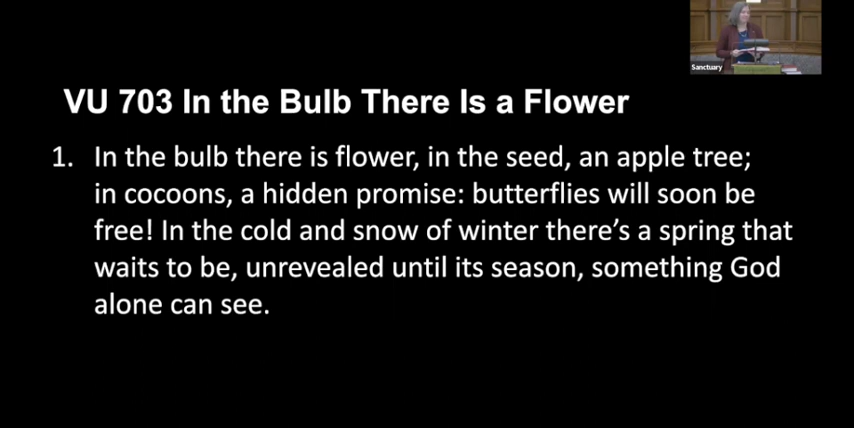 Sanctuary
VU 703 In the Bulb There Is a Flower
1. In the bulb there is flower, in the seed, an apple tree;
in cocoons, a hidden promise: butterflies will soon be
free! In the cold and snow of winter there’s a spring that
waits to be, unrevealed until its season, something God
alone can see.